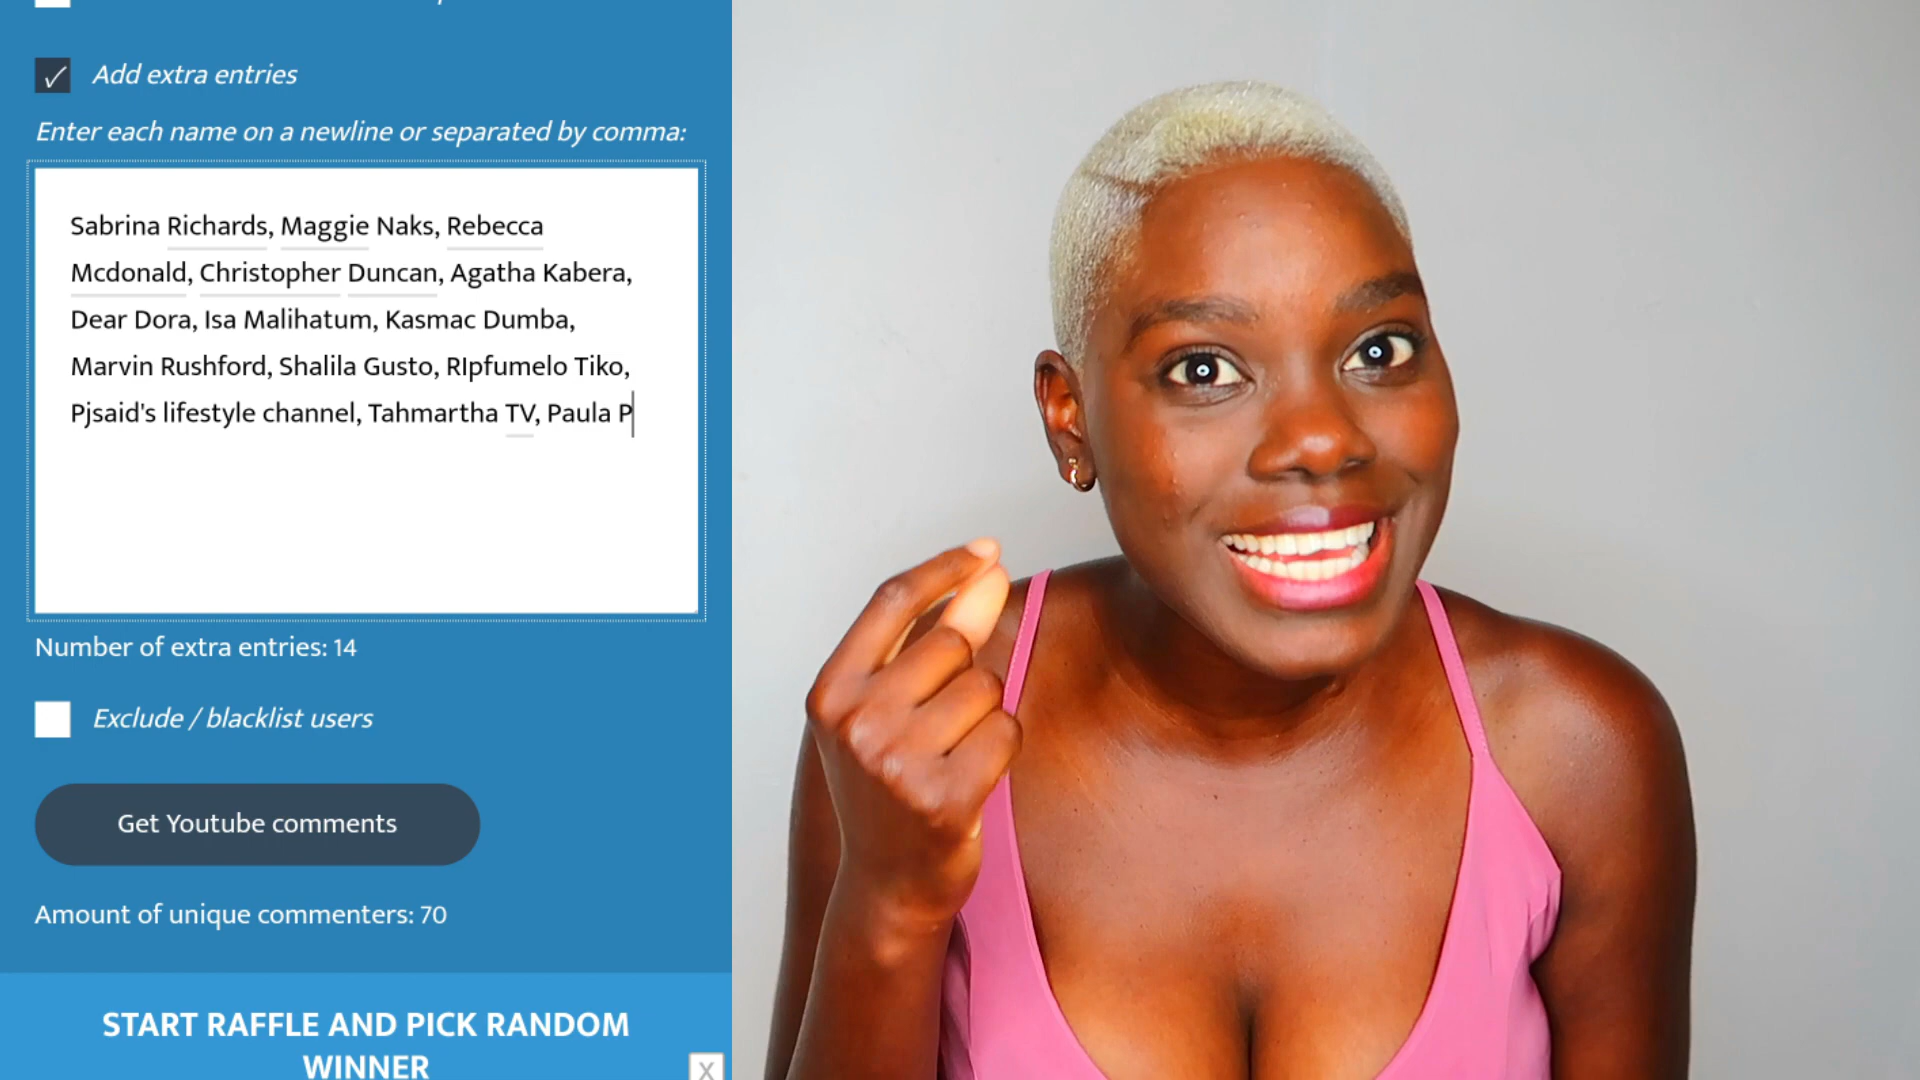 Add extra entries
Enter each name on a newline or separated by comma:
Sabrina Richards, Maggie Naks, Rebecca
Mcdonald, Christopher Duncan, Agatha Kabera,
Dear Dora, Isa Malihatum, Kasmac Dumba,
Marvin Rushford, Shalila Gusto, RIpfumelo Tiko,
Pjsaid's lifestyle channel, Tahmartha TV, Paula P
Number of extra entries: 14
Exclude / blacklist users
Get Youtube comments
Amount of unique commenters: 70
START RAFFLE AND PICK RANDOM
WINNER
X